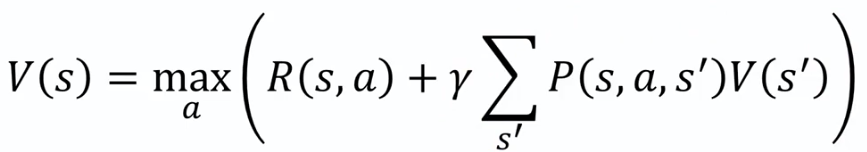 V(s) = max_a ( R(s, a) + γ ∑_{s′} P(s, a, s′)V(s′) )